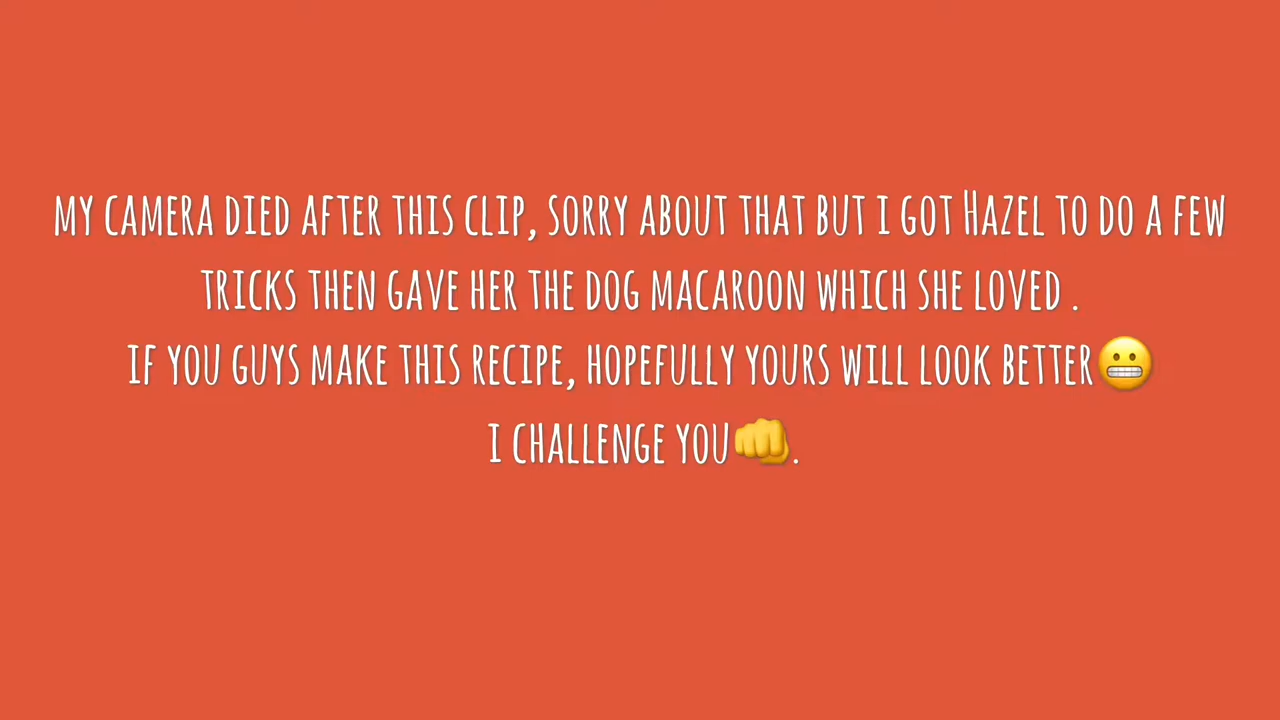 my camera died after this clip, sorry about that but i got Hazel to do a few
tricks then gave her the dog macaroon which she loved .
if you guys make this recipe, hopefully yours will look better😬
I challenge you👊.